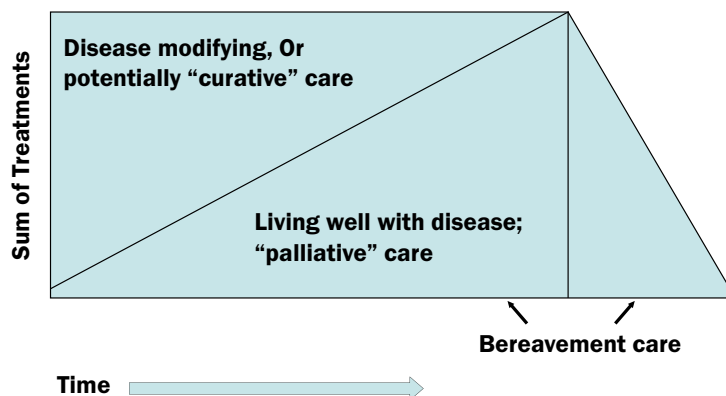 Disease modifying, Or
potentially “curative” care
Sum of Treatments
Living well with disease;
“palliative” care
Bereavement care
Time